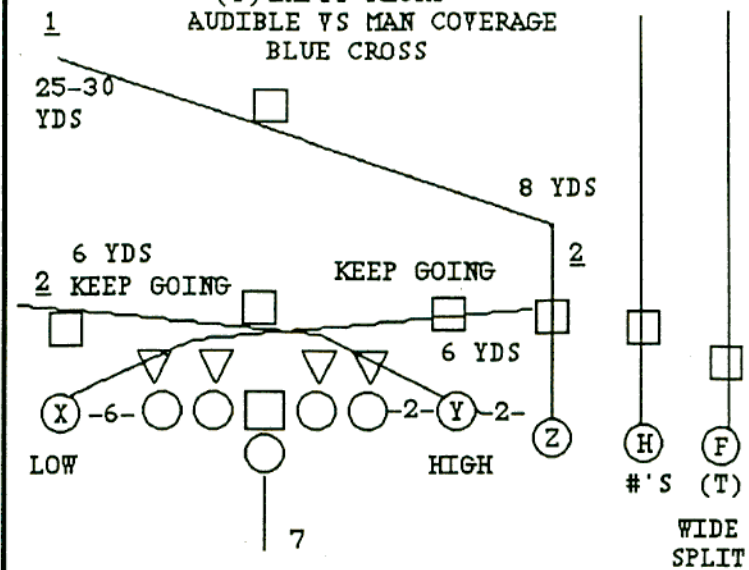 1
AUDIBLE VS MAN COVERAGE
BLUE CROSS
25-30
YDS
8 YDS
2
6 YDS
2 KEEP GOING
KEEP GOING
6 YDS
X -6- -2- Y -2- Z H F
LOW
HIGH
#'S (T)
7
WIDE
SPLIT